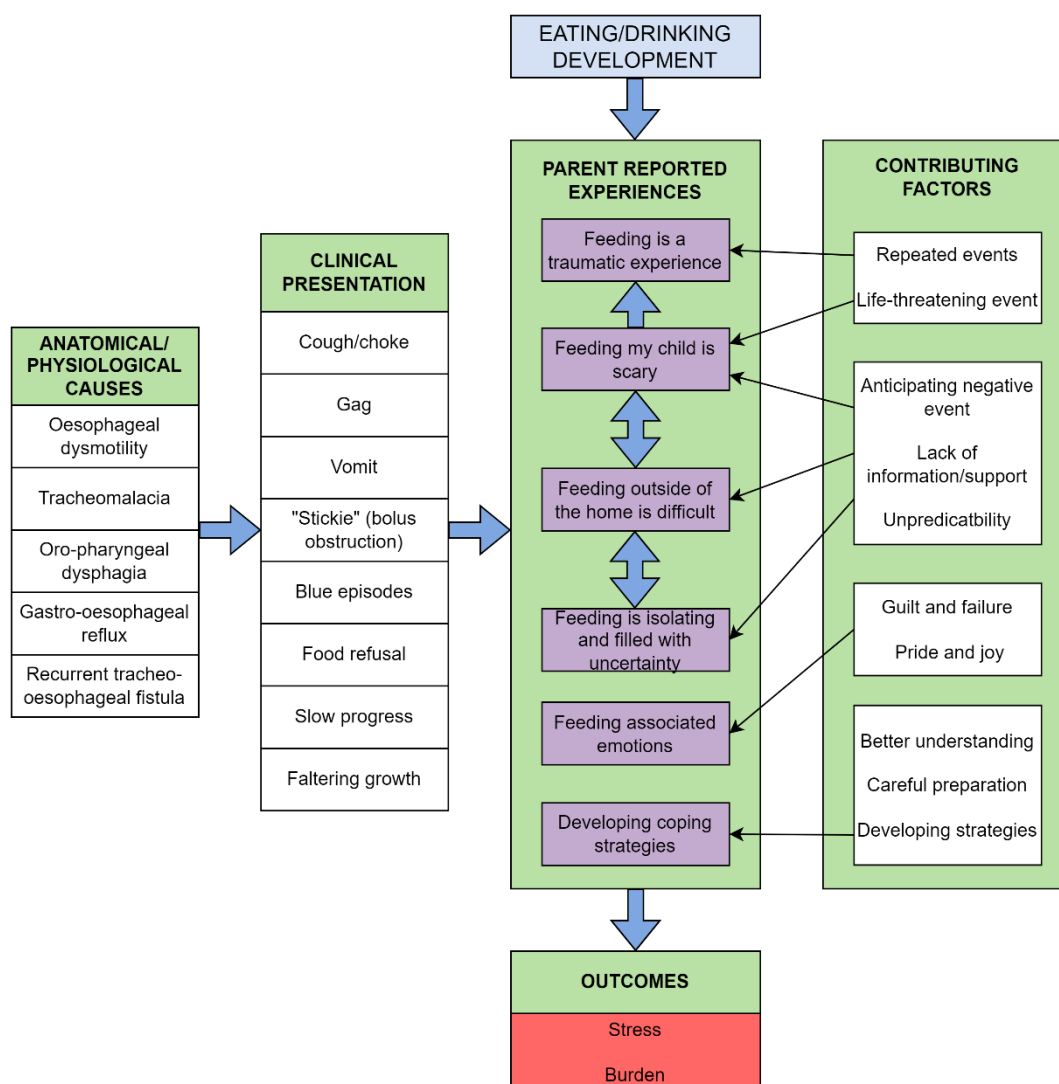 EATING/DRINKING
DEVELOPMENT
PARENT REPORTED
EXPERIENCES
Feeding is a
traumatic experience
Feeding my child is
scary
Feeding outside of
the home is difficult
Feeding is isolating
and filled with
uncertainty
Feeding associated
emotions
Developing coping
strategies
CONTRIBUTING
FACTORS
Repeated events
Life-threatening event
Anticipating negative
event
Lack of
information/support
Unpredicatbility
Guilt and failure
Pride and joy
Better understanding
Careful preparation
Developing strategies
CLINICAL
PRESENTATION
Cough/choke
Gag
Vomit
"Stickie" (bolus
obstruction)
Blue episodes
Food refusal
Slow progress
Faltering growth
ANATOMICAL/
PHYSIOLOGICAL
CAUSES
Oesophageal
dysmotility
Tracheomalacia
Oro-pharyngeal
dysphagia
Gastro-oesophageal
reflux
Recurrent tracheo-
oesophageal fistula
OUTCOMES
Stress
Burden